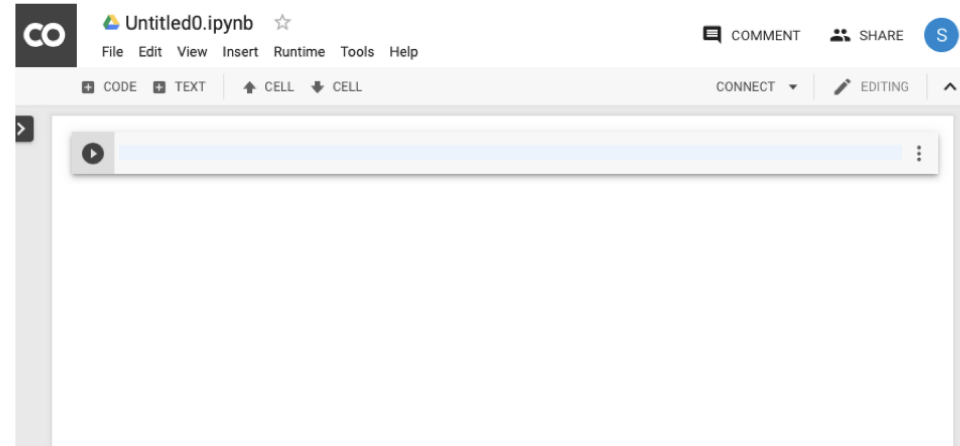 CO Untitled0.ipynb
COMMENT SHARE S
File Edit View Insert Runtime Tools Help
CODE TEXT CELL CELL CONNECT EDITING